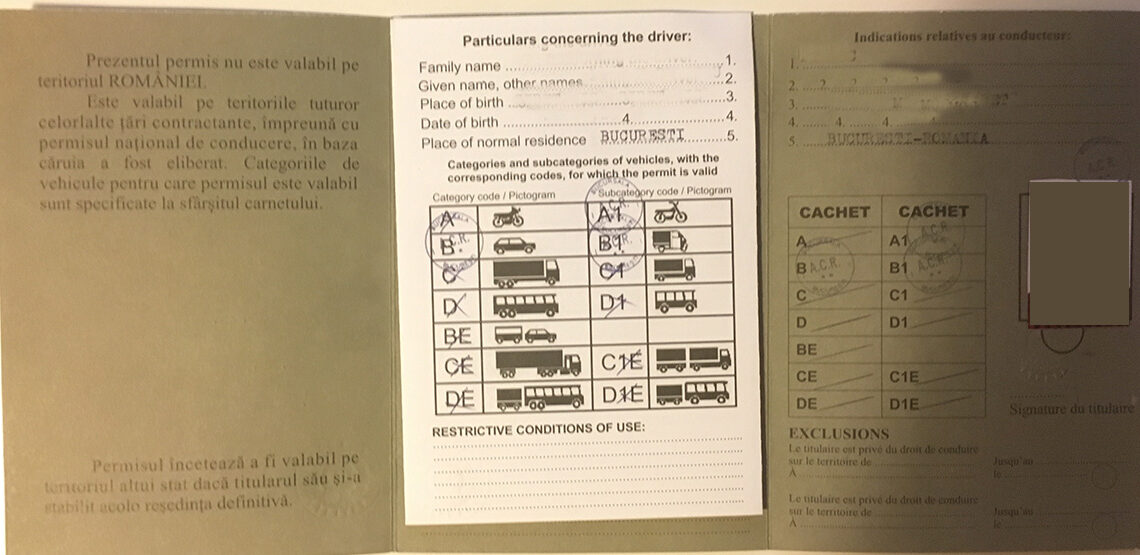 Prezentul permis nu este valabil pe
teritoriul ROMÂNIEI.
Este valabil pe teritoriile tuturor
celorlalte țări contractante, împreună cu
permisul național de conducere, în baza
căruia a fost eliberat. Categoriile de
vehicule pentru care permisul este valabil
sunt specificate la sfârșitul carnetului.
Permisul încetează a fi valabil pe
teritoriul altui stat dacă titularul său și-a
stabilit acolo reședința definitivă.
Particulars concerning the driver:
Family name 1.
Given name, other names 2.
Place of birth 3.
Date of birth 4. 4.
Place of normal residence BUCURESTI 5.
Categories and subcategories of vehicles, with the
corresponding codes, for which the permit is valid
Category code / Pictogram Subcategory code / Pictogram
A A1
B B1
C C1
D D1
BE
CE C1E
DE D1E
RESTRICTIVE CONDITIONS OF USE:
Indications relatives au conducteur:
1.
2.
3.
4. 4. 4.
5. BUCURESTI-ROMANIA
CACHET CACHET
A A1
B A.C.R. B1 A.C.R.
C C1
D D1
BE
CE C1E
DE D1E
Signature du titulaire
EXCLUSIONS
Le titulaire est privé du droit de conduire
sur le territoire de Jusqu'au
A le
Le titulaire est privé du droit de conduire
sur le territoire de Jusqu'au
A le